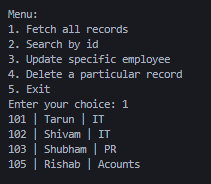 Menu:
1. Fetch all records
2. Search by id
3. Update specific employee
4. Delete a particular record
5. Exit
Enter your choice: 1
101 | Tarun | IT
102 | Shivam | IT
103 | Shubham | PR
105 | Rishab | Acounts